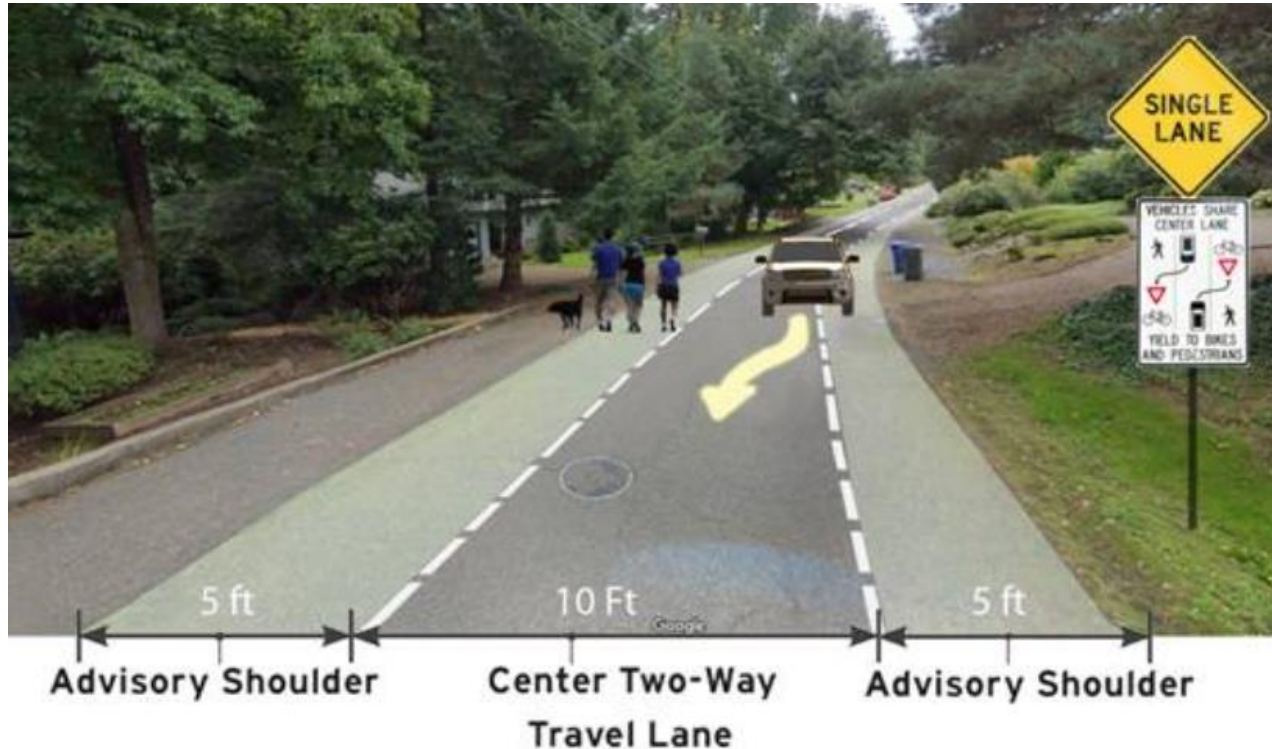 SINGLE
LANE
VEHICLES SHARE
CENTER LANE
YIELD TO BIKES
AND PEDESTRIANS
5 ft
10 Ft
5 ft
Google
Advisory Shoulder
Center Two-Way
Travel Lane
Advisory Shoulder